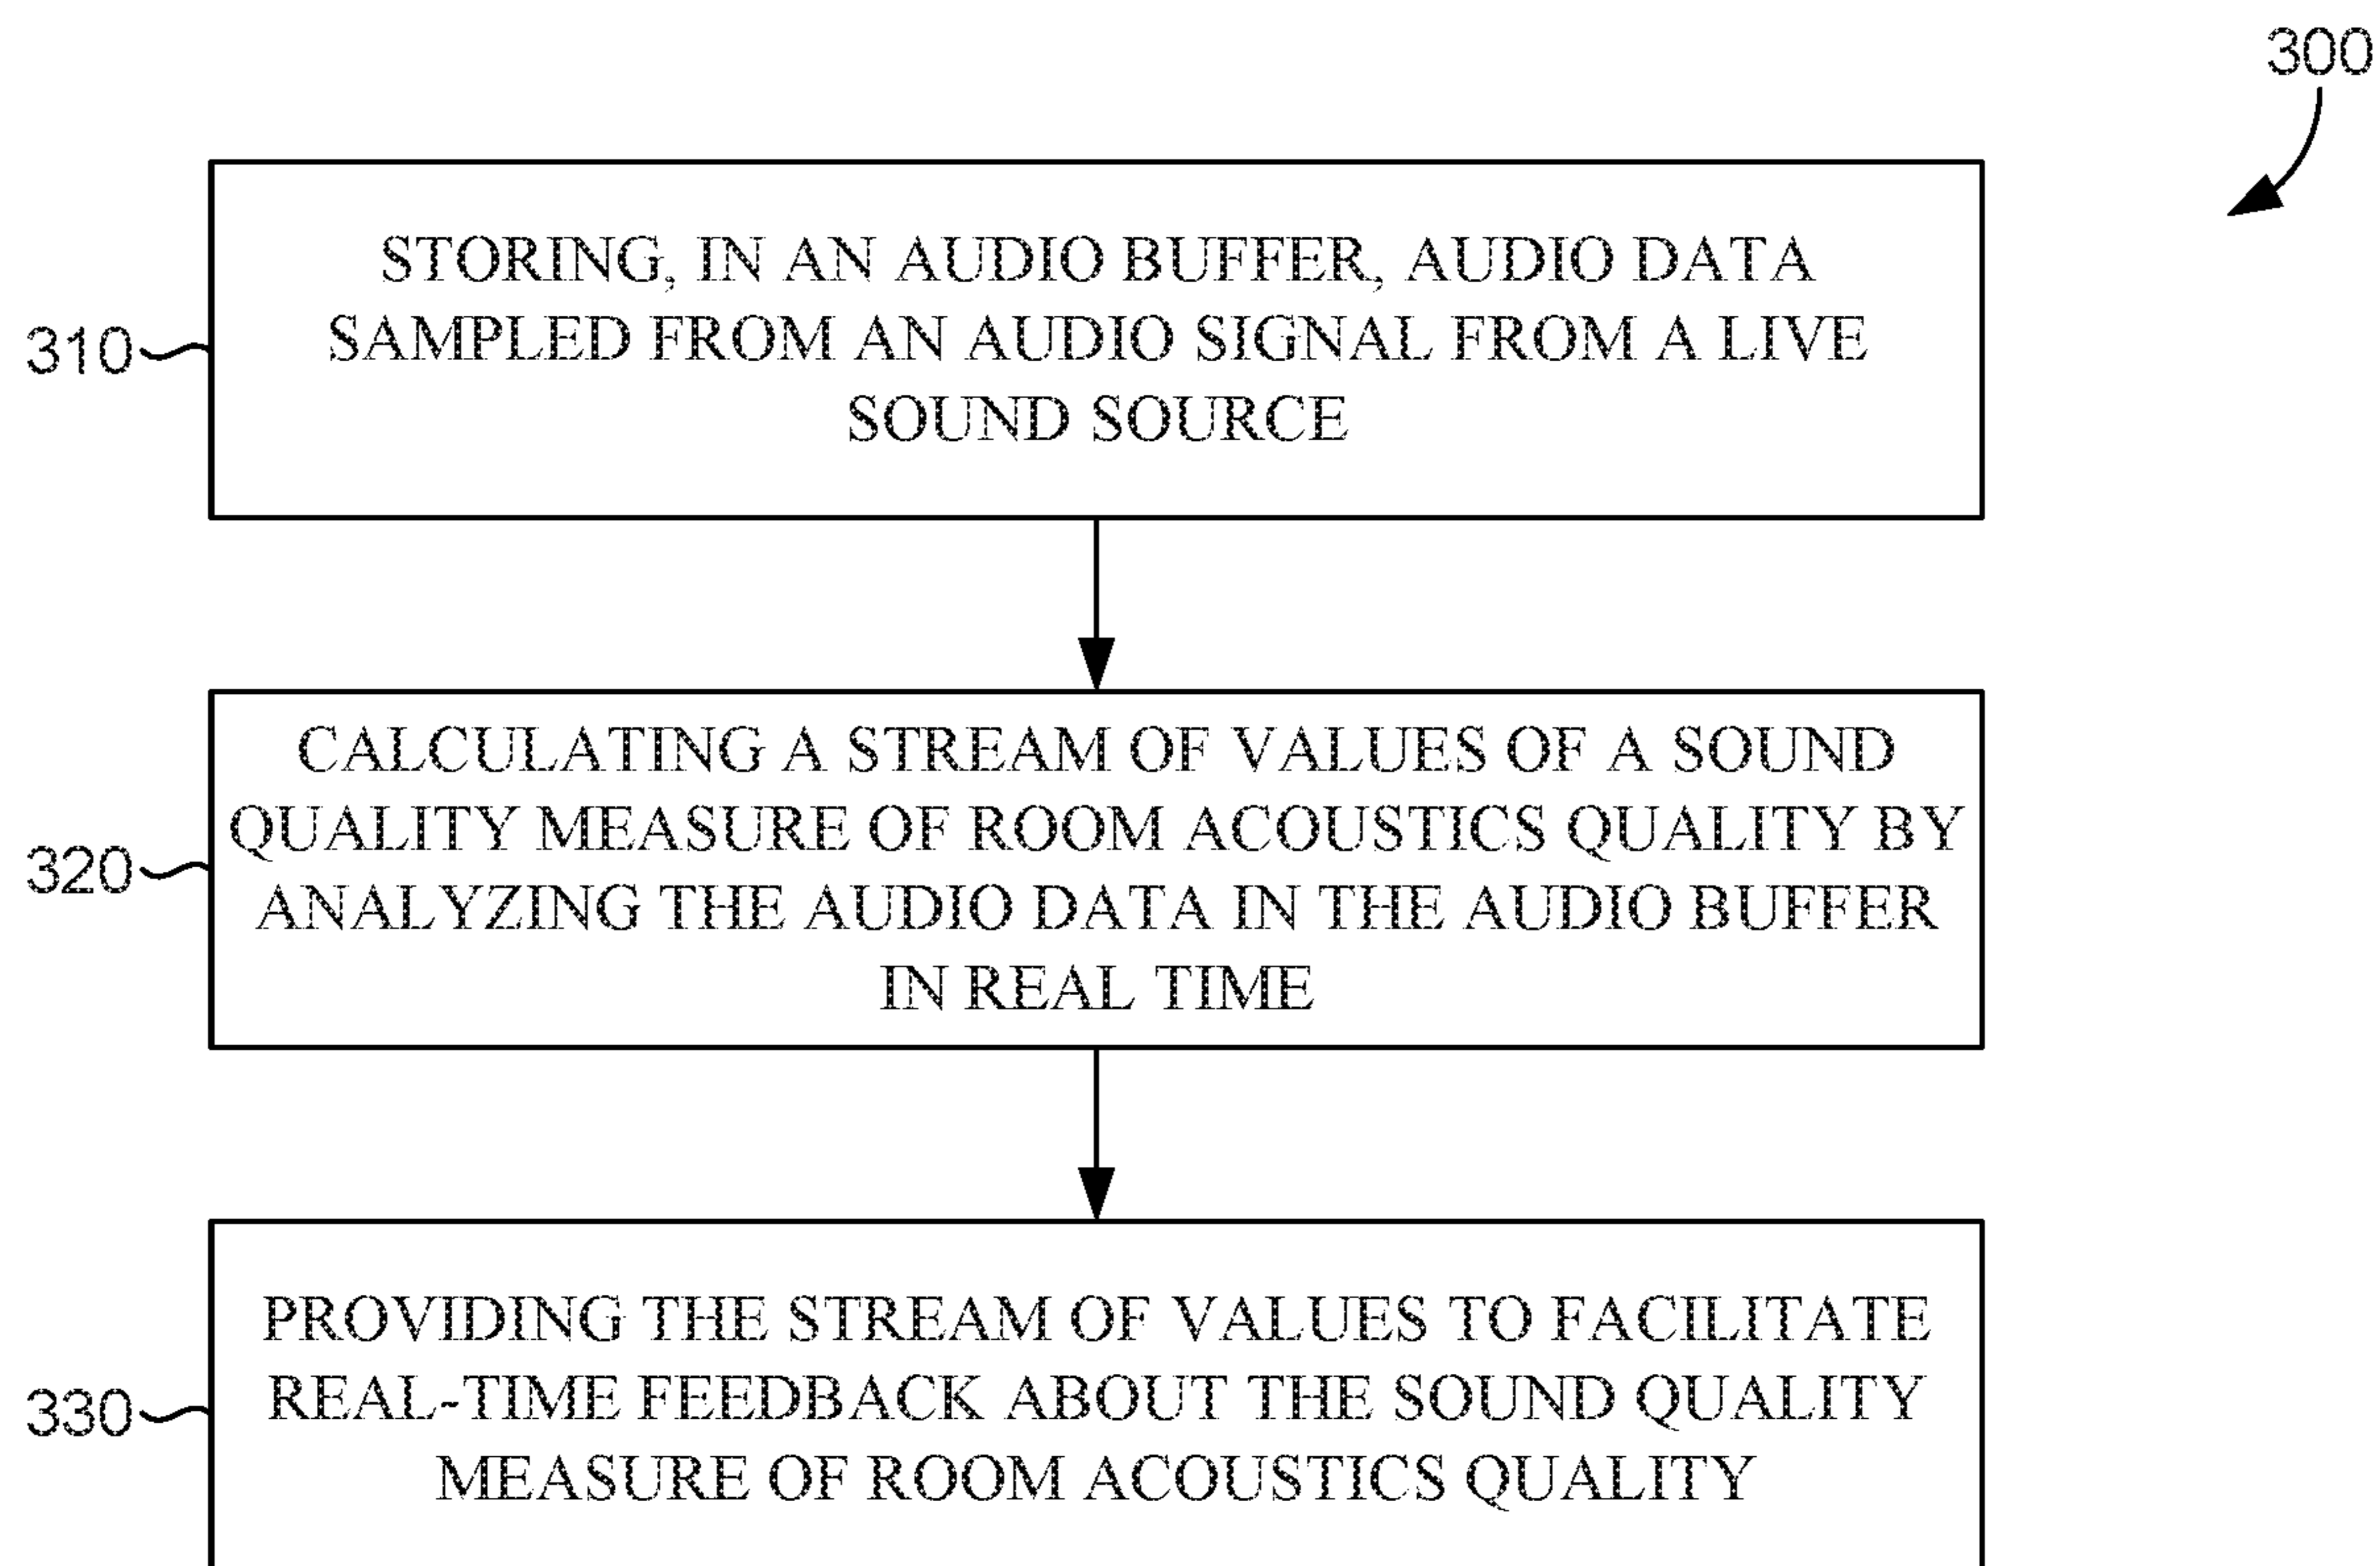 300
STORING, IN AN AUDIO BUFFER, AUDIO DATA
SAMPLED FROM AN AUDIO SIGNAL FROM A LIVE
SOUND SOURCE
310
CALCULATING A STREAM OF VALUES OF A SOUND
QUALITY MEASURE OF ROOM ACOUSTICS QUALITY BY
ANALYZING THE AUDIO DATA IN THE AUDIO BUFFER
IN REAL TIME
320
PROVIDING THE STREAM OF VALUES TO FACILITATE
REAL-TIME FEEDBACK ABOUT THE SOUND QUALITY
MEASURE OF ROOM ACOUSTICS QUALITY
330